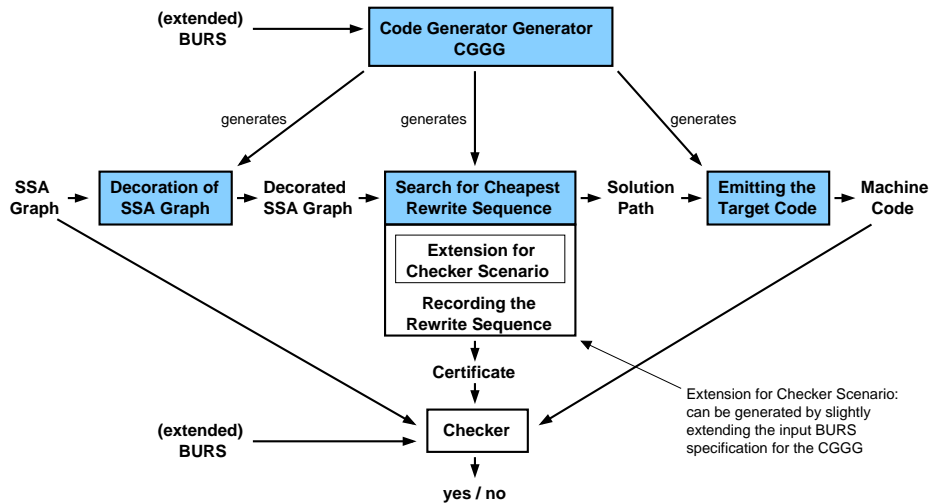 (extended)
BURS
Code Generator Generator
CGGG
generates
generates
generates
SSA
Graph
Decoration of
SSA Graph
Decorated
SSA Graph
Search for Cheapest
Rewrite Sequence
Solution
Path
Emitting the
Target Code
Machine
Code
Extension for
Checker Scenario
Recording the
Rewrite Sequence
Certificate
Extension for Checker Scenario:
can be generated by slightly
extending the input BURS
specification for the CGGG
(extended)
BURS
Checker
yes / no